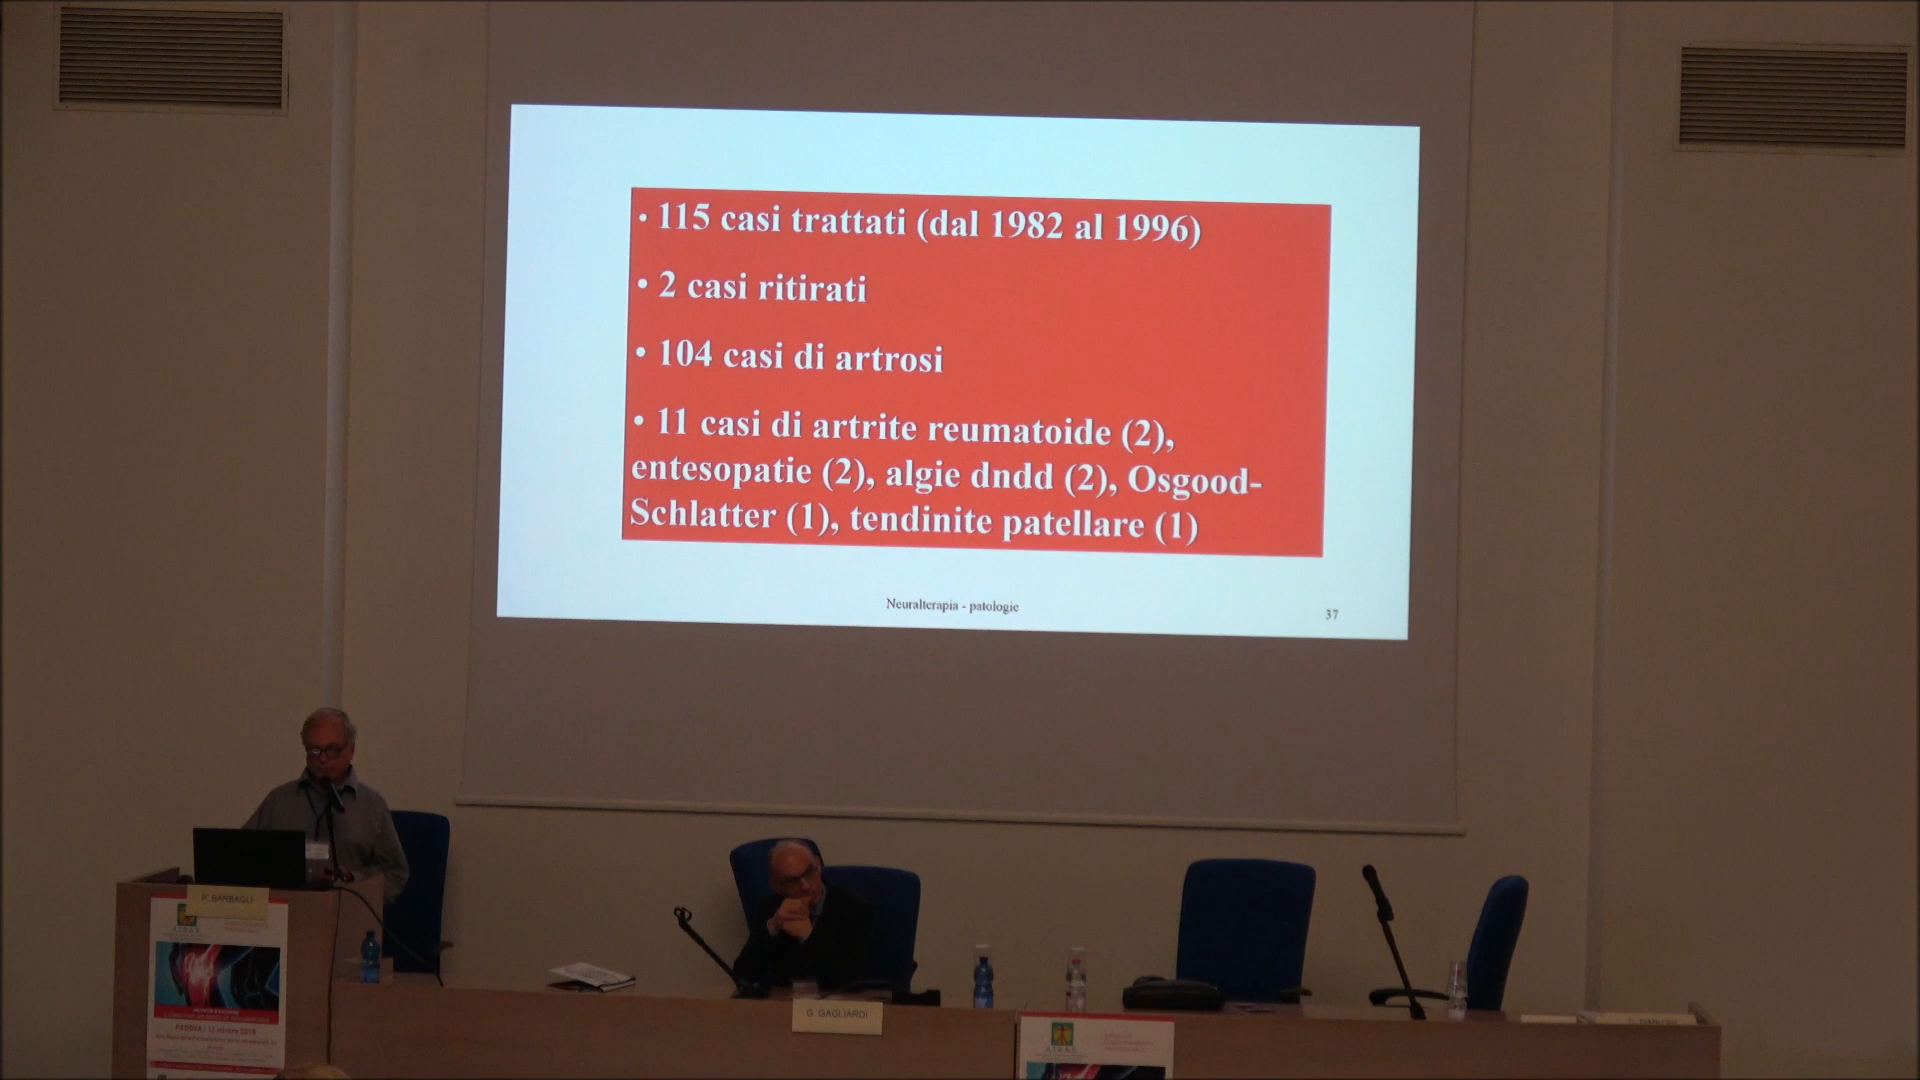 • 115 casi trattati (dal 1982 al 1996)
• 2 casi ritirati
• 104 casi di artrosi
• 11 casi di artrite reumatoide (2),
entesopatie (2), algie dndd (2), Osgood-
Schlatter (1), tendinite patellare (1)
Neuralterapia - patologie
37
P. BARBAGLI
A.I.R.A.S.
PADOVA
G. GAGLIARDI
A.I.R.A.S.